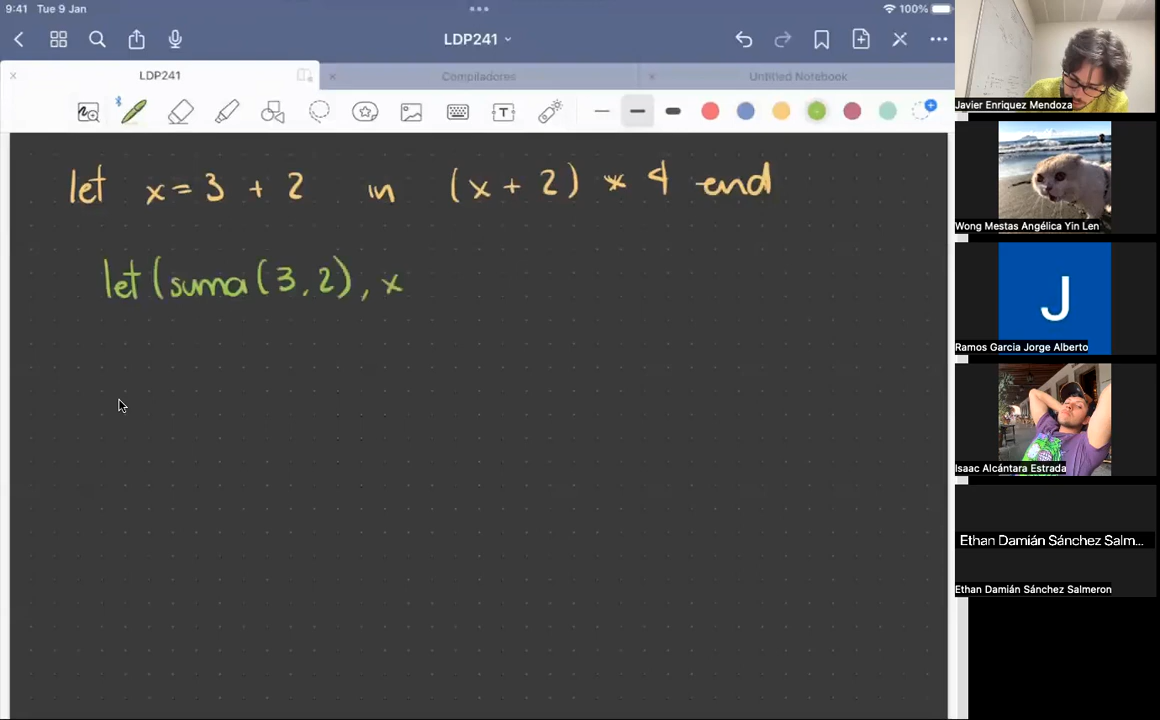 9:41 Tue 9 Jan 100%
LDP241
LDP241 Compiladores Untitled Notebook
let x = 3 + 2 in (x + 2) * 4 end
let(suma(3,2), x
Javier Enriquez Mendoza
Wong Mestas Angélica Yin Len
J
Ramos Garcia Jorge Alberto
Isaac Alcántara Estrada
Ethan Damián Sánchez Salm...
Ethan Damián Sánchez Salmeron